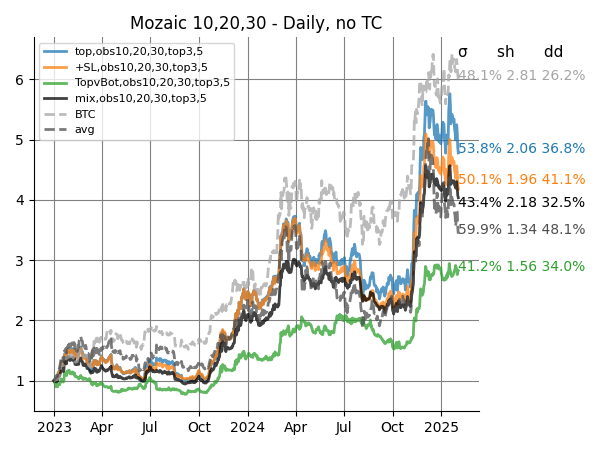 Mozaic 10,20,30 - Daily, no TC
top,obs10,20,30,top3,5
+SL,obs10,20,30,top3,5
TopvBot,obs10,20,30,top3,5
mix,obs10,20,30,top3,5
BTC
avg
σ sh dd
48.1% 2.81 26.2%
53.8% 2.06 36.8%
50.1% 1.96 41.1%
43.4% 2.18 32.5%
59.9% 1.34 48.1%
41.2% 1.56 34.0%
6
5
4
3
2
1
2023 Apr Jul Oct 2024 Apr Jul Oct 2025